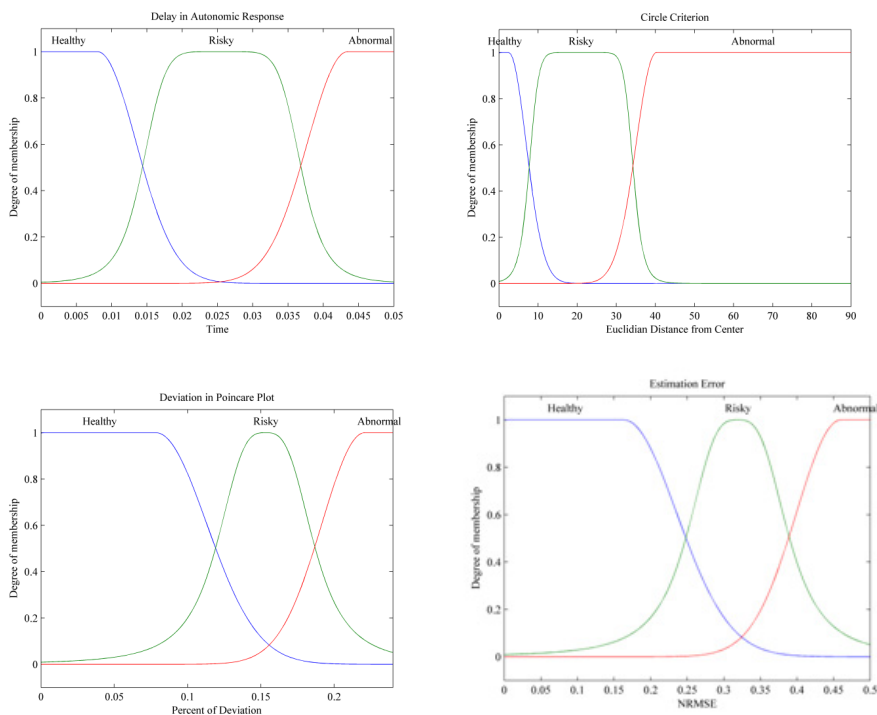 Delay in Autonomic Response
Healthy Risky Abnormal
1
0.8
0.6
0.4
0.2
0
Degree of membership
0 0.005 0.01 0.015 0.02 0.025 0.03 0.035 0.04 0.045 0.05
Time
Circle Criterion
Healthy Risky Abnormal
1
0.8
0.6
0.4
0.2
0
Degree of membership
0 10 20 30 40 50 60 70 80 90
Euclidian Distance from Center
Deviation in Poincare Plot
Healthy Risky Abnormal
1
0.8
0.6
0.4
0.2
0
Degree of membership
0 0.05 0.1 0.15 0.2
Percent of Deviation
Estimation Error
Healthy Risky Abnormal
1
0.8
0.6
0.4
0.2
0
Degree of membership
0 0.05 0.1 0.15 0.2 0.25 0.3 0.35 0.4 0.45 0.5
NRMSE